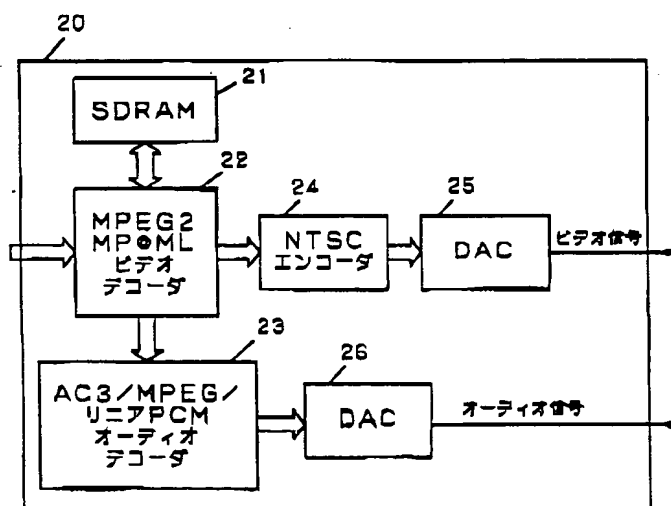 20
21
SDRAM
22
MPEG2
MP@ML
ビデオ
デコーダ
24
NTSC
エンコーダ
25
DAC
ビデオ信号
23
AC3/MPEG/
リニアPCM
オーディオ
デコーダ
26
DAC
オーディオ信号